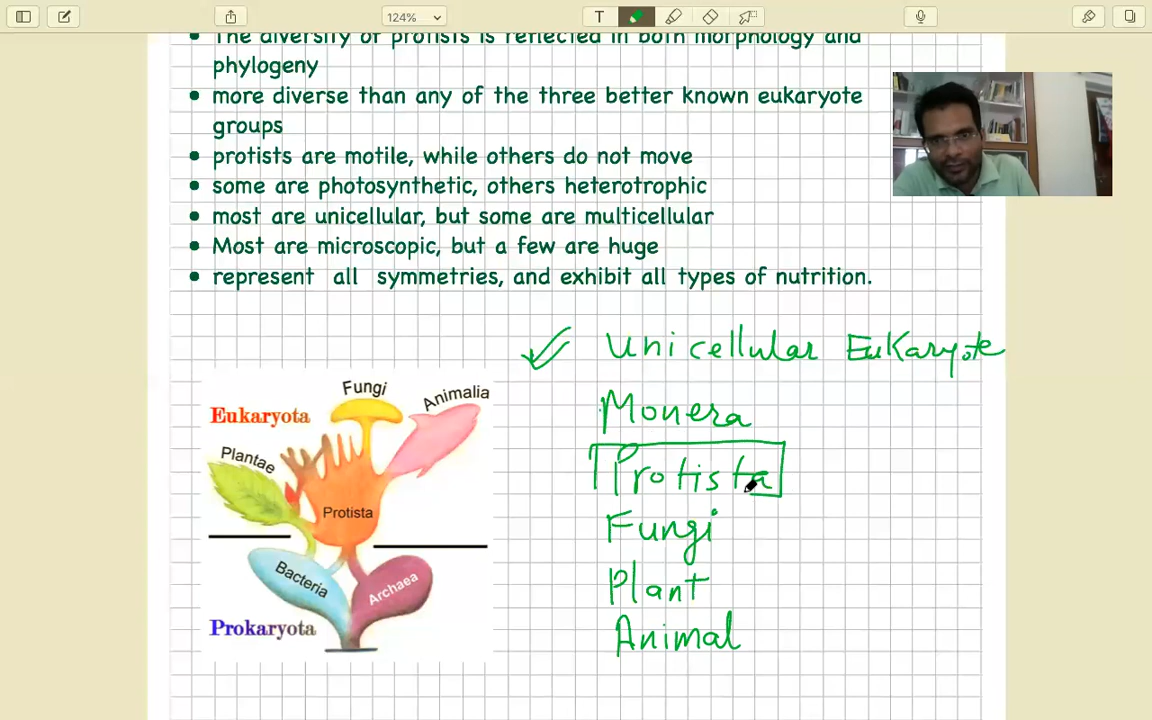 124%
T
• The diversity of protists is reflected in both morphology and
phylogeny
• more diverse than any of the three better known eukaryote
groups
• protists are motile, while others do not move
• some are photosynthetic, others heterotrophic
• most are unicellular, but some are multicellular
• Most are microscopic, but a few are huge
• represent all symmetries, and exhibit all types of nutrition.
Unicellular Eukaryote
Monera
Protista
Fungi
Plant
Animal
Fungi
Animalia
Eukaryota
Plantae
Protista
Bacteria
Archaea
Prokaryota